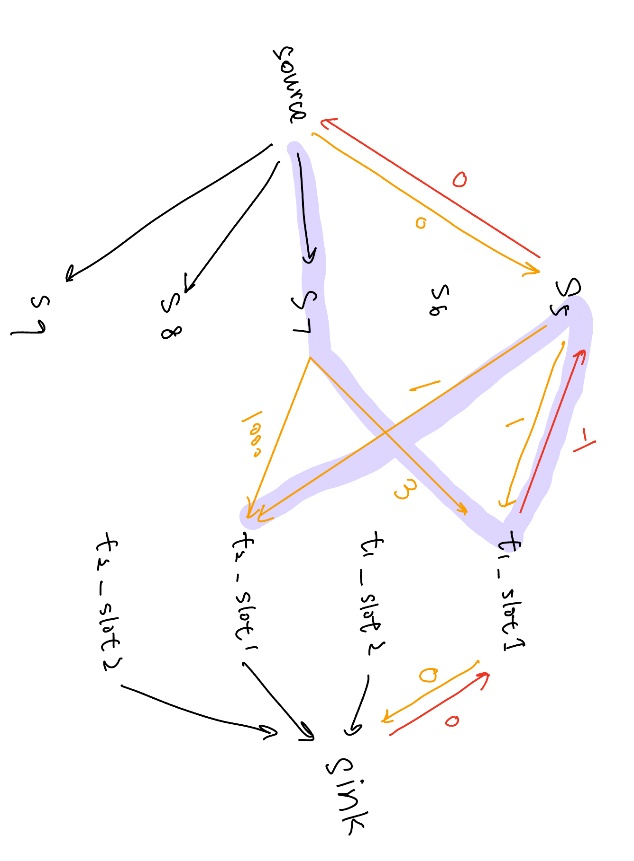 source
0
0
S5
S6
S7
S8
S9
1
1
-1
1000
3
t1_slot1
t1_slot2
t2_slot1
t2_slot2
0
0
sink